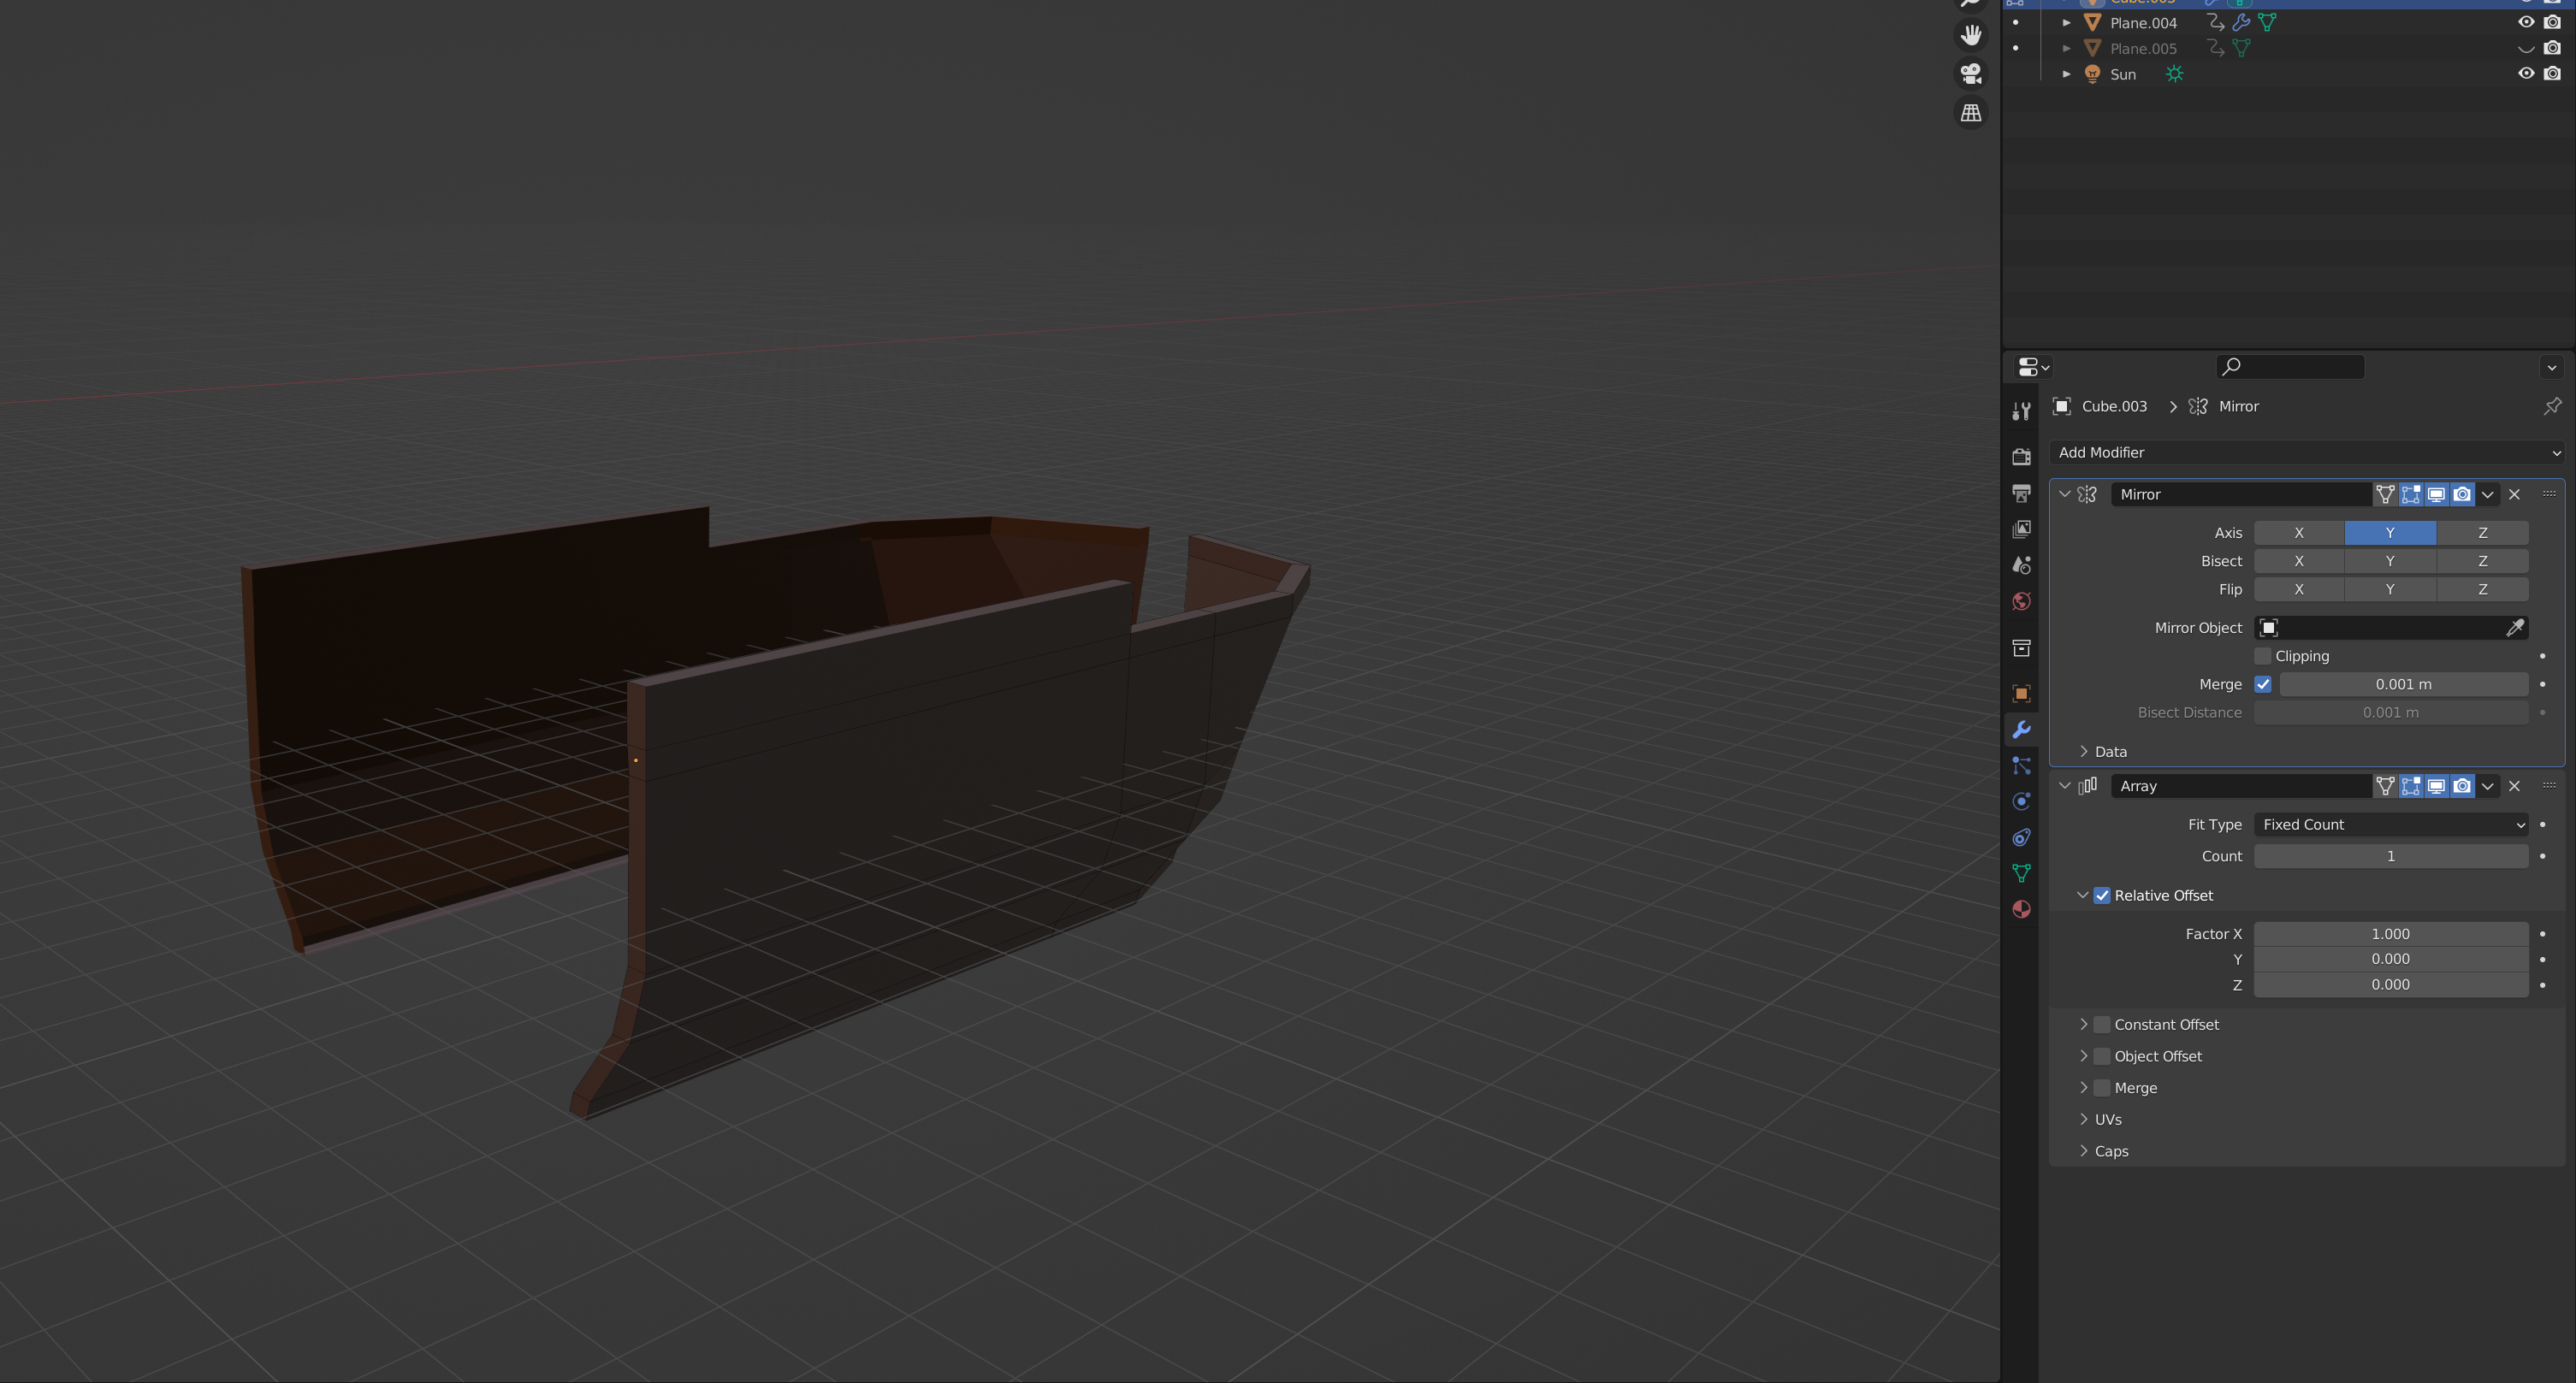 Cube.003
Plane.004
Plane.005
Sun
Cube.003 > Mirror
Add Modifier
Mirror
Axis X Y Z
Bisect X Y Z
Flip X Y Z
Mirror Object
Clipping
Merge 0.001 m
Bisect Distance 0.001 m
Data
Array
Fit Type Fixed Count
Count 1
Relative Offset
Factor X 1.000
Y 0.000
Z 0.000
Constant Offset
Object Offset
Merge
UVs
Caps